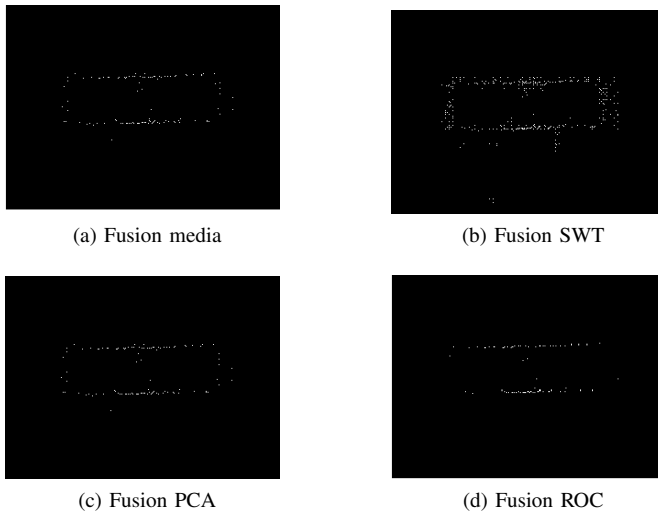 (a) Fusion media
(b) Fusion SWT
(c) Fusion PCA
(d) Fusion ROC